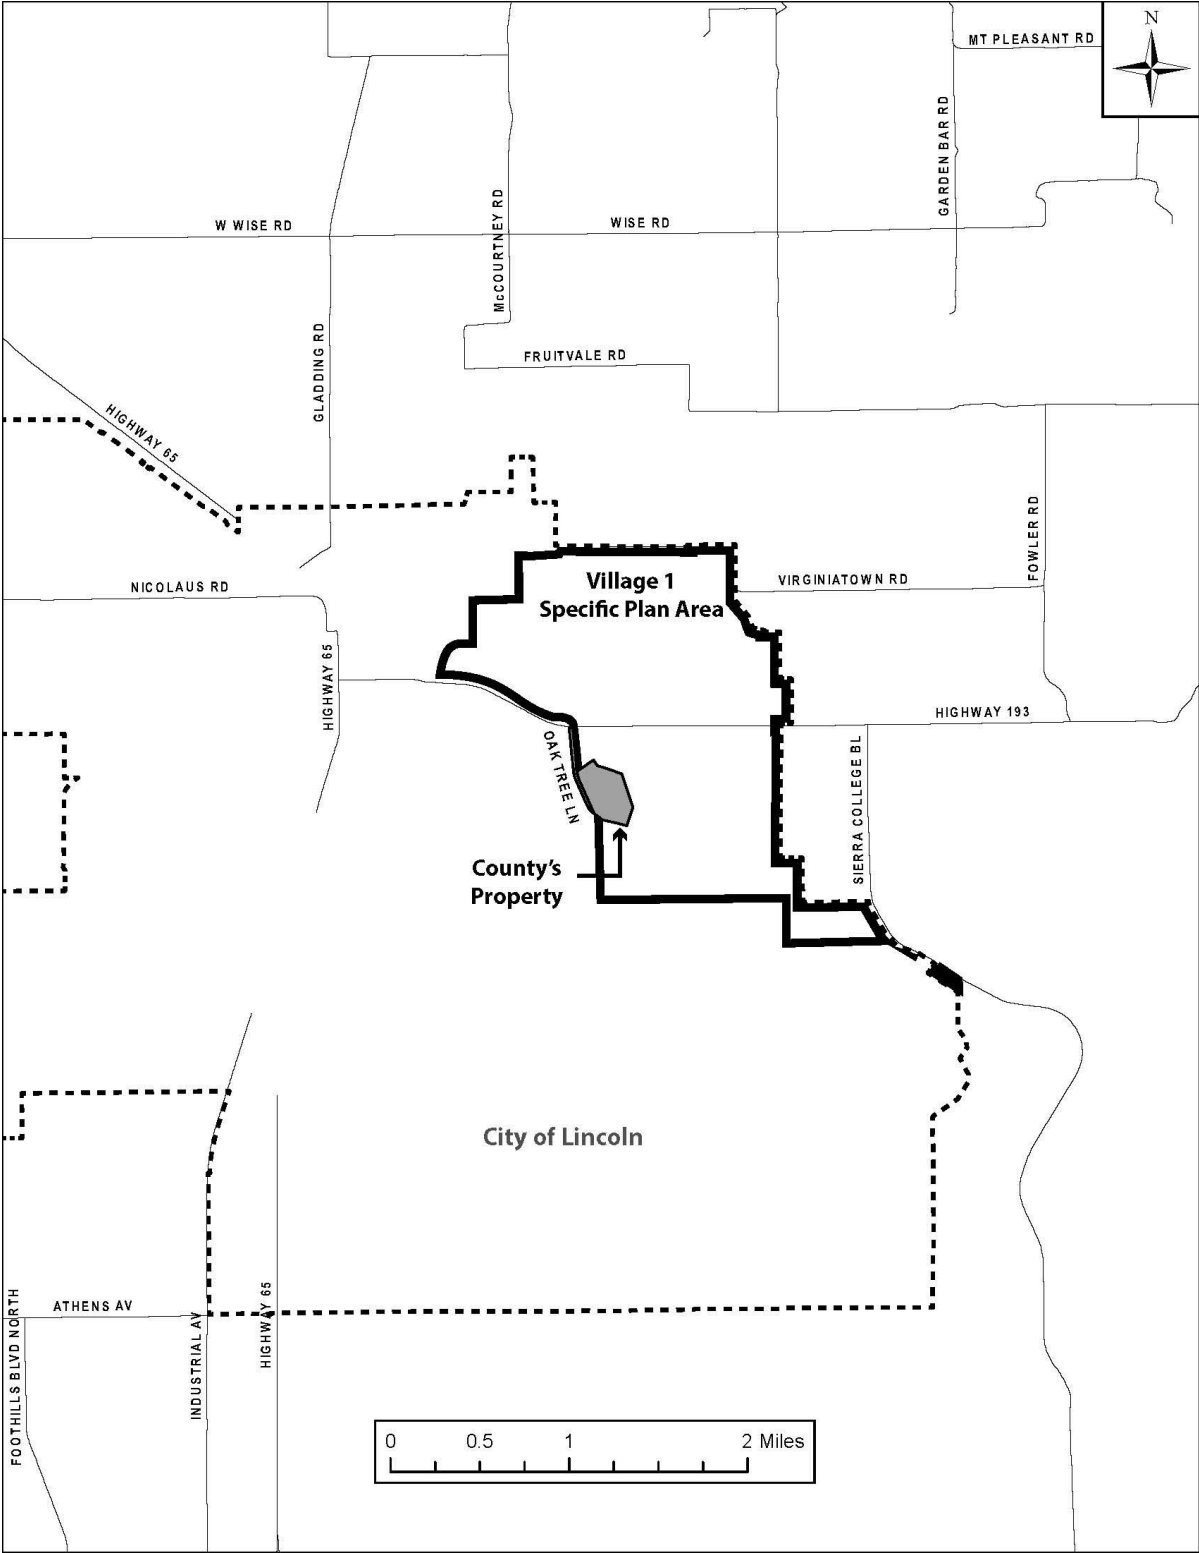 N
MT PLEASANT RD
GARDEN BAR RD
McCOURTNEY RD
W WISE RD
WISE RD
GLADDING RD
FRUITVALE RD
HIGHWAY 65
FOWLER RD
NICOLAUS RD
Village 1
Specific Plan Area
VIRGINIATOWN RD
HIGHWAY 65
HIGHWAY 193
OAK TREE LN
SIERRA COLLEGE BL
County's
Property
City of Lincoln
ATHENS AV
FOOTHILLS BLVD NORTH
INDUSTRIAL AV
HIGHWAY 65
0 0.5 1 2 Miles